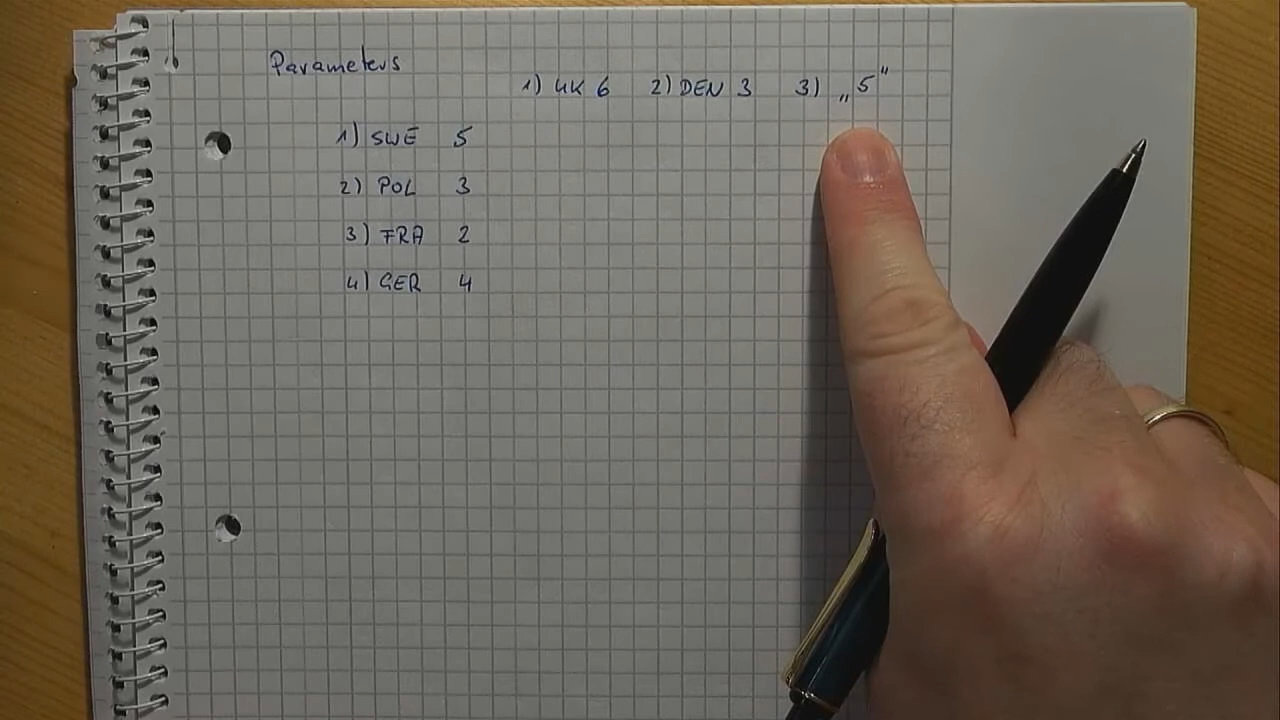 Parameters
1) UK 6 2) DEN 3 3) „5"
1) SWE 5
2) POL 3
3) FRA 2
4) GER 4